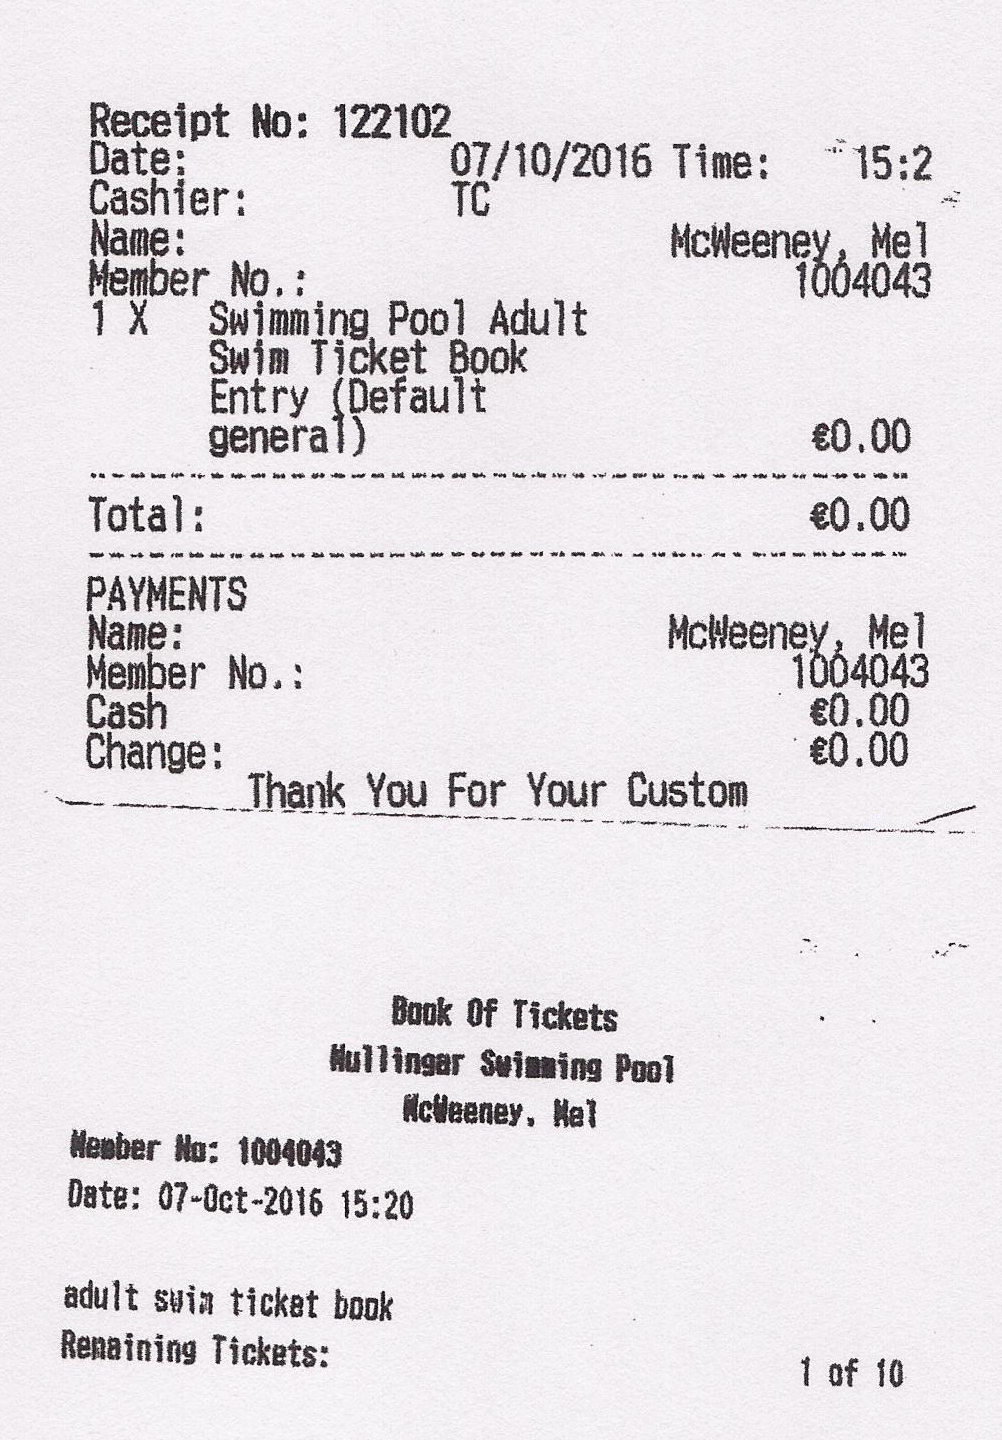 Receipt No: 122102
Date: 07/10/2016 Time: 15:2
Cashier: TC
Name: McWeeney, Mel
Member No.: 1004043
1 X Swimming Pool Adult
Swim Ticket Book
Entry (Default
general) €0.00
Total: €0.00
PAYMENTS
Name: McWeeney, Mel
Member No.: 1004043
Cash €0.00
Change: €0.00
Thank You For Your Custom
Book Of Tickets
Mullingar Swimming Pool
McWeeney, Mel
Member No: 1004043
Date: 07-Oct-2016 15:20
adult swim ticket book
Remaining Tickets:
1 of 10